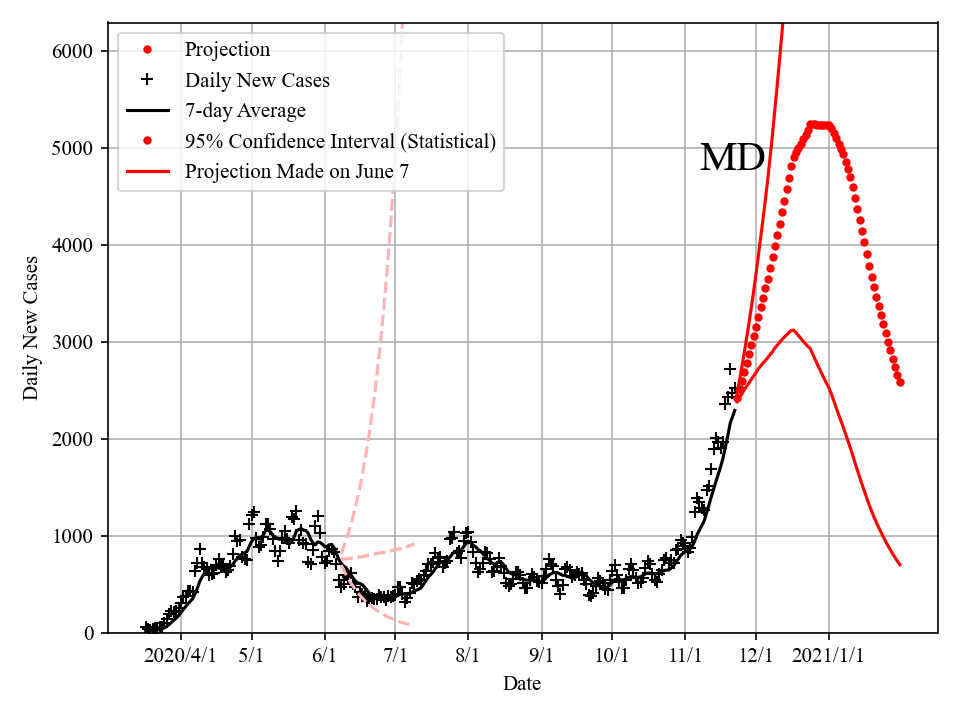 Projection
Daily New Cases
7-day Average
95% Confidence Interval (Statistical)
Projection Made on June 7
MD
6000
5000
4000
3000
2000
1000
0
Daily New Cases
2020/4/1 5/1 6/1 7/1 8/1 9/1 10/1 11/1 12/1 2021/1/1
Date